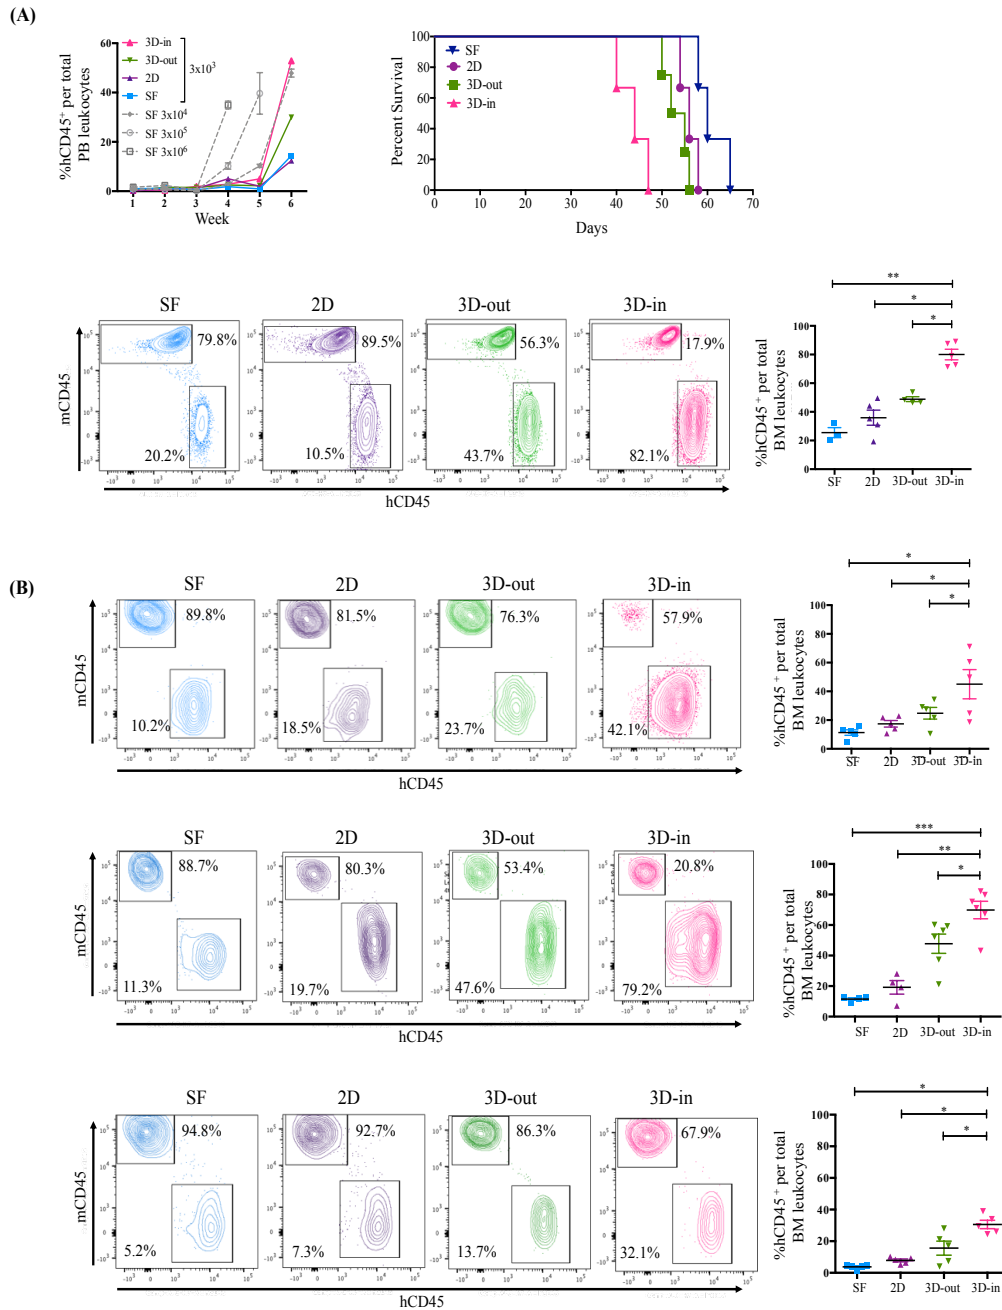 (A)
%hCD45+ per total
PB leukocytes
60
40
20
0
1 2 3 4 5 6
Week
3D-in
3D-out
2D
SF
3x10³
SF 3x10⁴
SF 3x10⁵
SF 3x10⁶
Percent Survival
100
80
60
40
20
0
0 10 20 30 40 50 60 70
Days
SF
2D
3D-out
3D-in
SF 2D 3D-out 3D-in
79.8% 89.5% 56.3% 17.9%
20.2% 10.5% 43.7% 82.1%
mCD45
hCD45
%hCD45+ per total
BM leukocytes
** * *
100
80
60
40
20
0
SF 2D 3D-out 3D-in
(B)
SF 2D 3D-out 3D-in
89.8% 81.5% 76.3% 57.9%
10.2% 18.5% 23.7% 42.1%
mCD45
hCD45
%hCD45+ per total
BM leukocytes
* * *
100
80
60
40
20
0
SF 2D 3D-out 3D-in
SF 2D 3D-out 3D-in
88.7% 80.3% 53.4% 20.8%
11.3% 19.7% 47.6% 79.2%
mCD45
hCD45
%hCD45+ per total
BM leukocytes
*** ** *
100
80
60
40
20
0
SF 2D 3D-out 3D-in
SF 2D 3D-out 3D-in
94.8% 92.7% 86.3% 67.9%
5.2% 7.3% 13.7% 32.1%
mCD45
hCD45
%hCD45+ per total
BM leukocytes
* * *
100
80
60
40
20
0
SF 2D 3D-out 3D-in